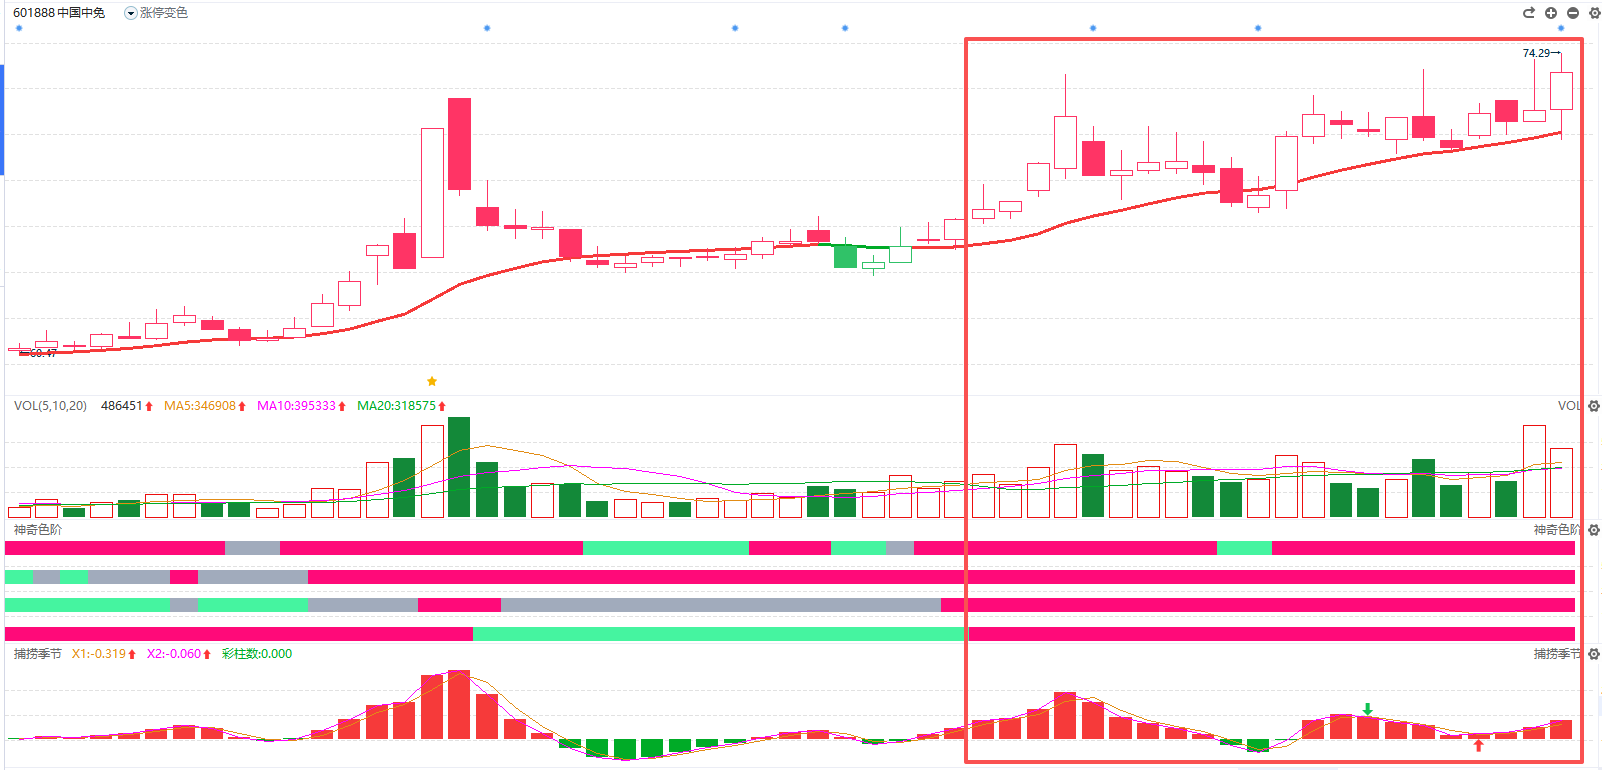 601888 中国中免 涨停变色
74.29→
←60.47
VOL(5,10,20) 486451 MA5:346908 MA10:395333 MA20:318575 VOL
神奇色阶 神奇色阶
捕捞季节 X1:-0.319 X2:-0.060 彩柱数:0.000 捕捞季节